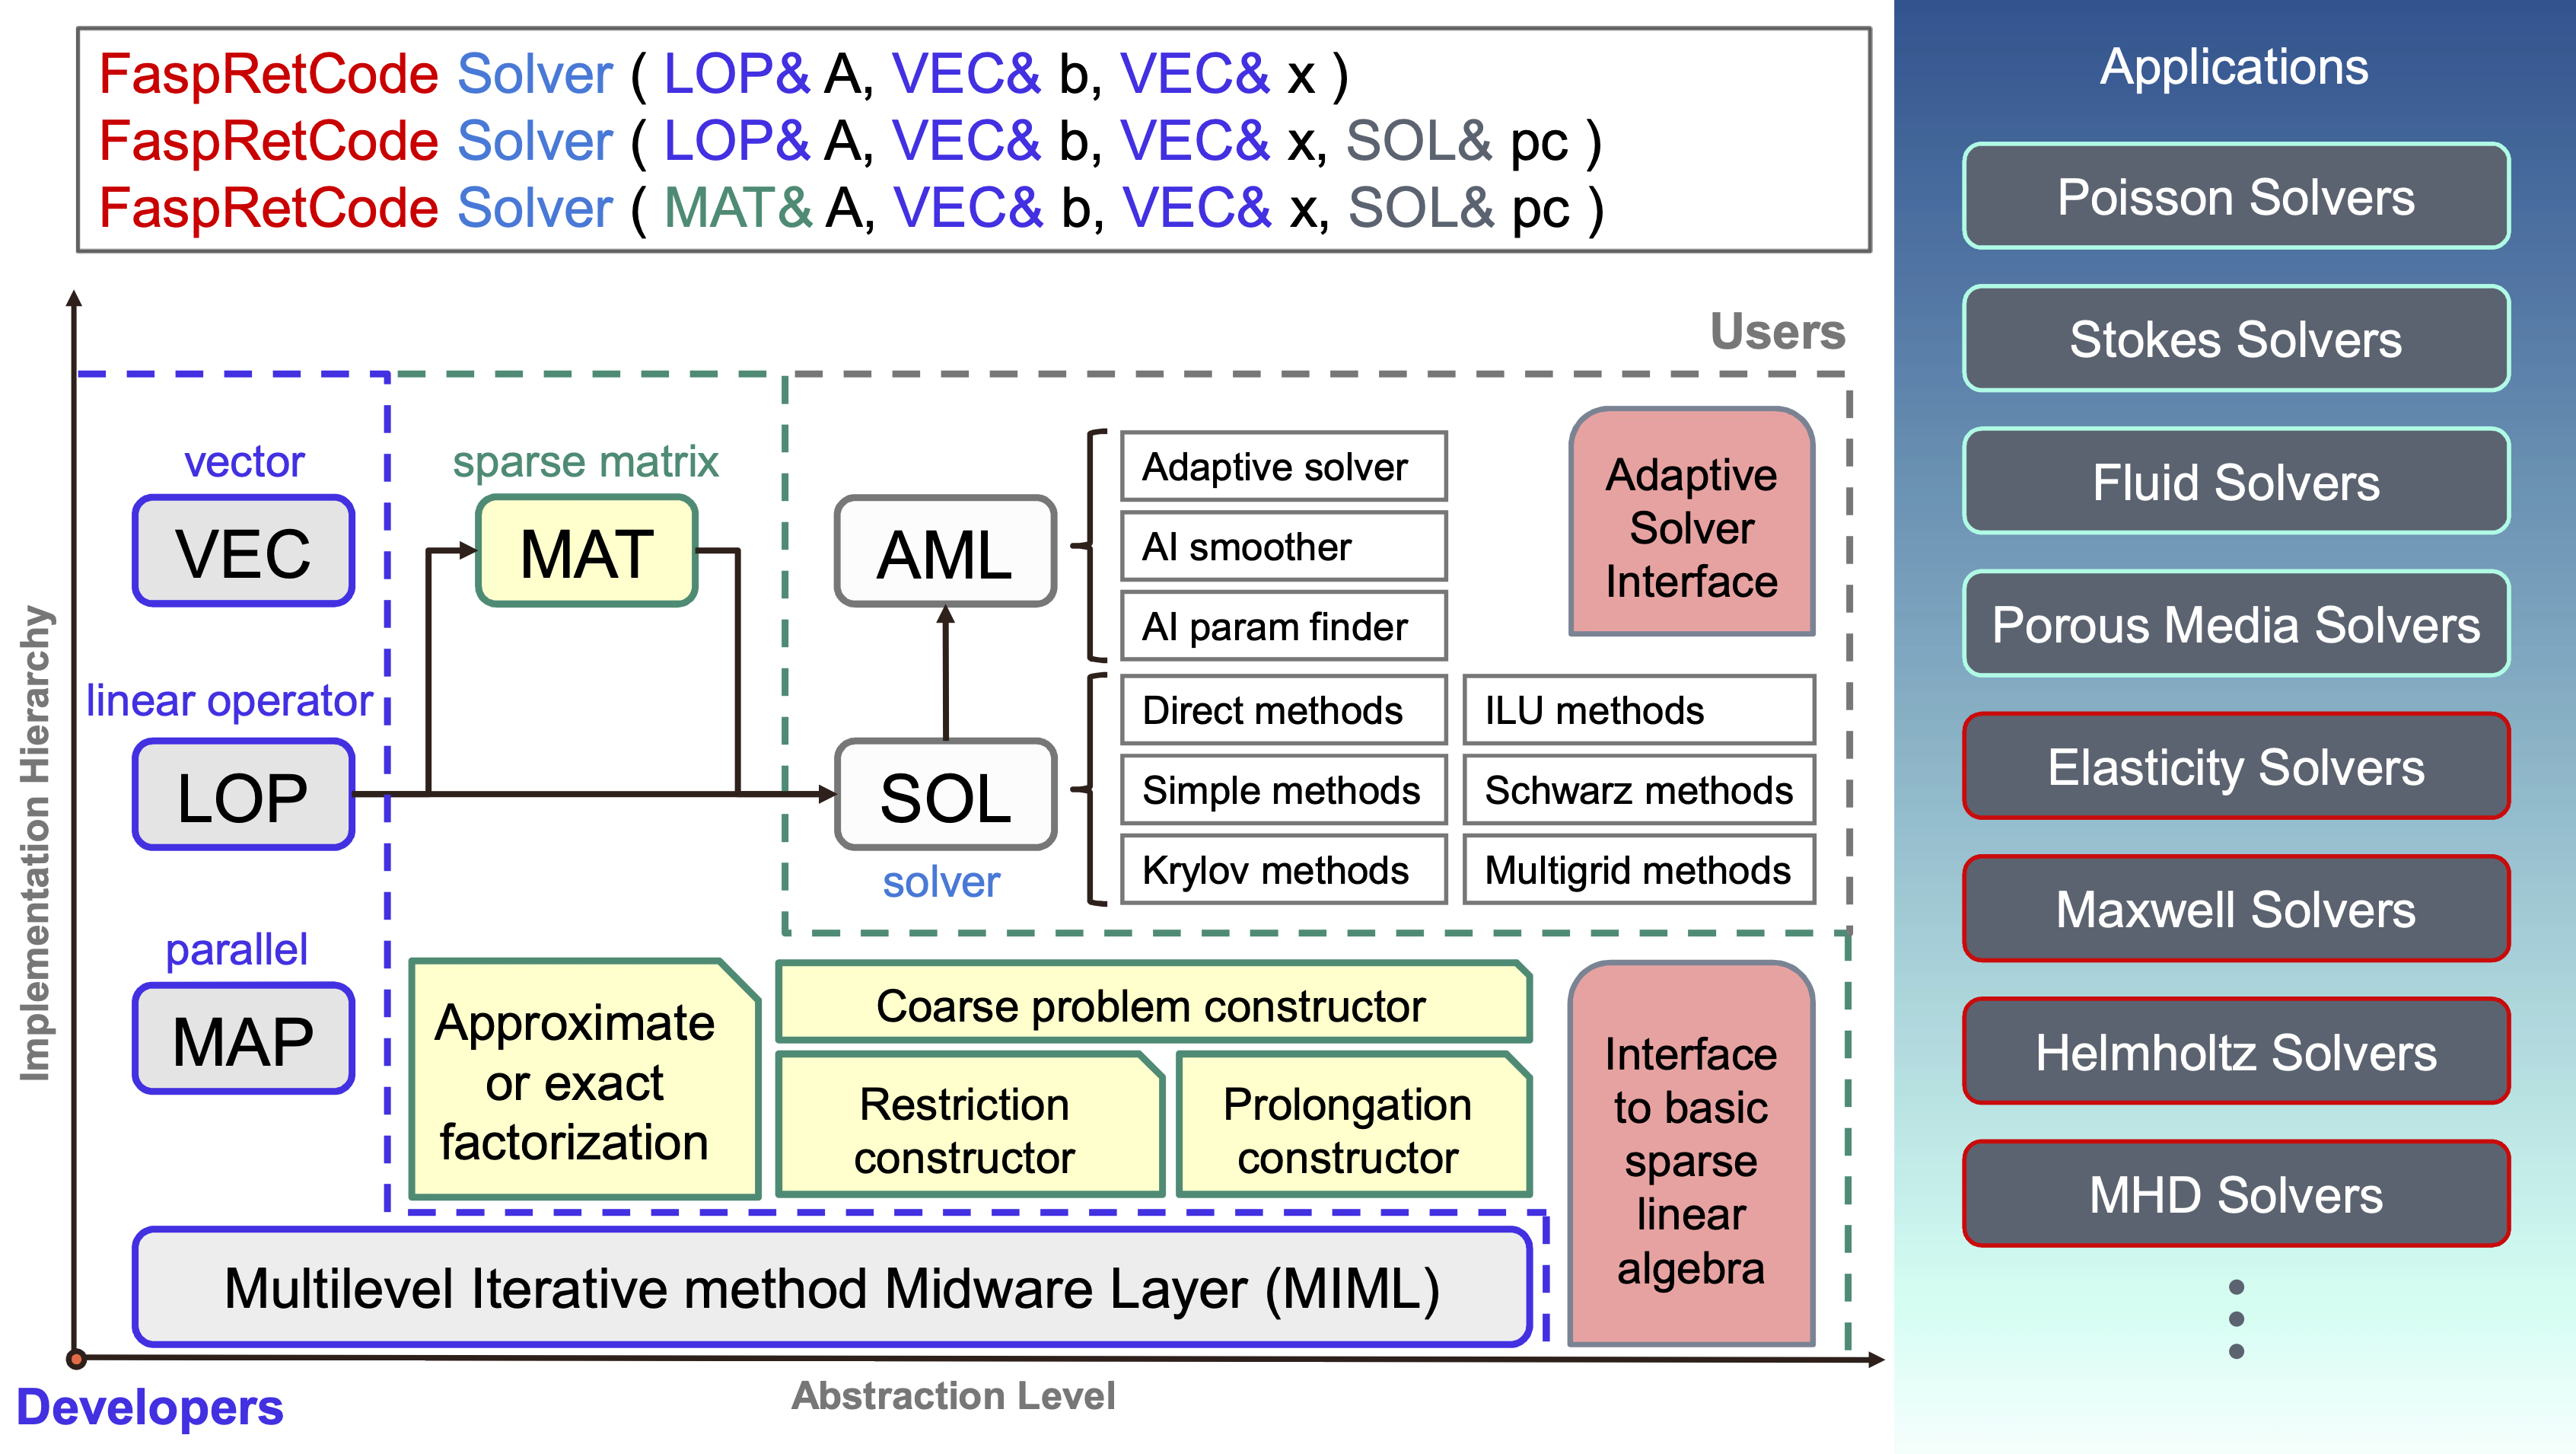 FaspRetCode Solver ( LOP& A, VEC& b, VEC& x )
FaspRetCode Solver ( LOP& A, VEC& b, VEC& x, SOL& pc )
FaspRetCode Solver ( MAT& A, VEC& b, VEC& x, SOL& pc )
Implementation Hierarchy
Users
vector
VEC
linear operator
LOP
parallel
MAP
sparse matrix
MAT
AML
SOL
solver
Adaptive solver
AI smoother
AI param finder
Direct methods
ILU methods
Simple methods
Schwarz methods
Krylov methods
Multigrid methods
Adaptive
Solver
Interface
Approximate
or exact
factorization
Coarse problem constructor
Restriction
constructor
Prolongation
constructor
Interface
to basic
sparse
linear
algebra
Multilevel Iterative method Midware Layer (MIML)
Developers
Abstraction Level
Applications
Poisson Solvers
Stokes Solvers
Fluid Solvers
Porous Media Solvers
Elasticity Solvers
Maxwell Solvers
Helmholtz Solvers
MHD Solvers